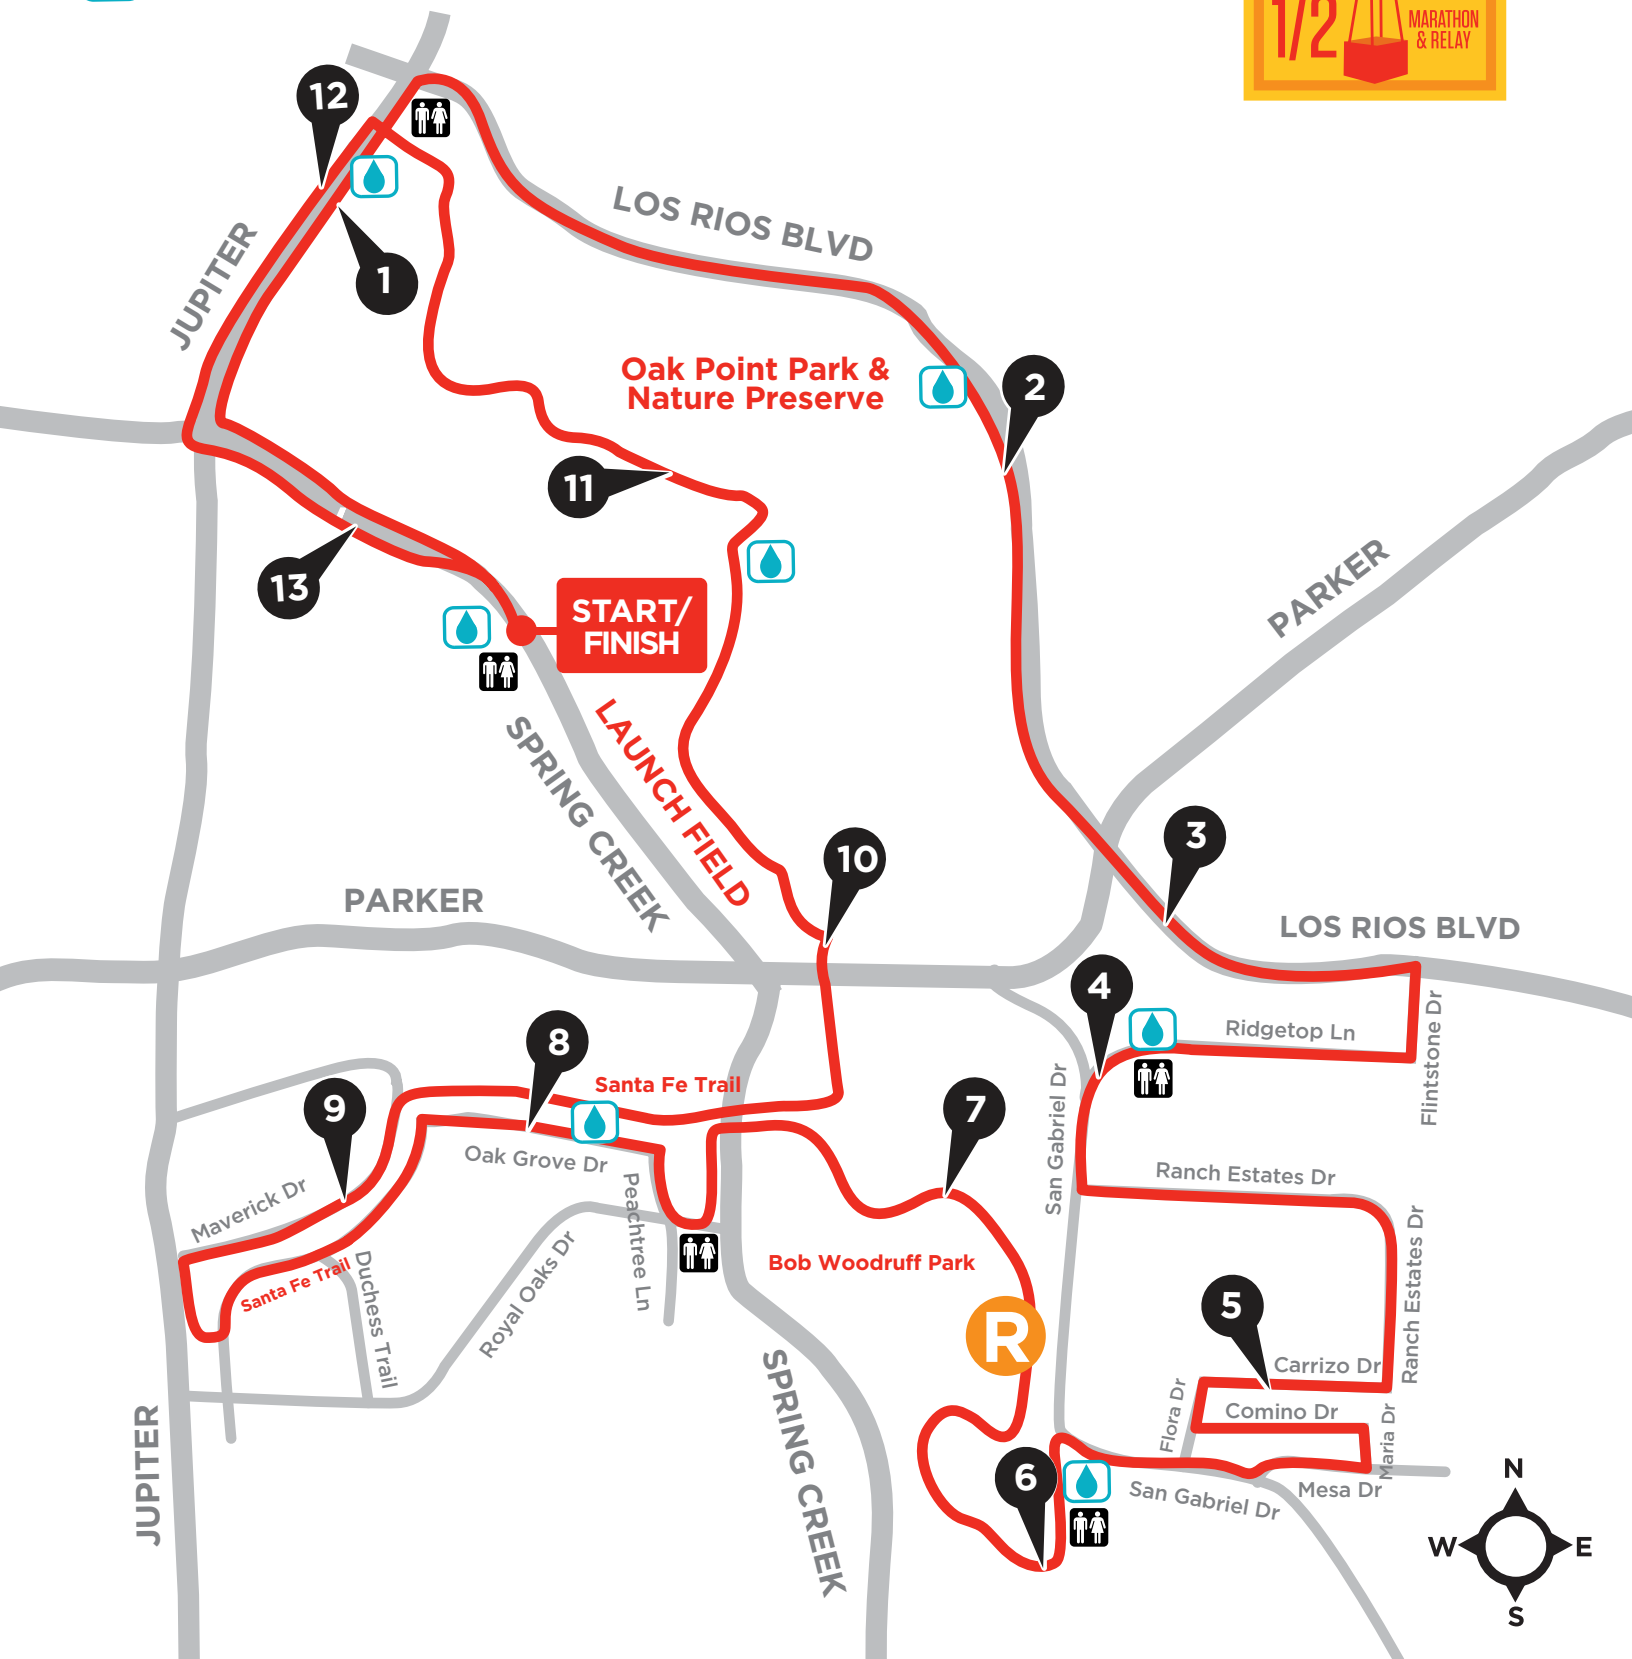 1/2
MARATHON
& RELAY
12
JUPITER
1
LOS RIOS BLVD
Oak Point Park &
Nature Preserve
2
11
PARKER
13
START/
FINISH
SPRING CREEK
LAUNCH FIELD
3
10
PARKER
LOS RIOS BLVD
4
Ridgetop Ln
Flintstone Dr
8
Santa Fe Trail
9
7
San Gabriel Dr
Oak Grove Dr
Peachtree Ln
Ranch Estates Dr
Maverick Dr
Santa Fe Trail
Duchess Trail
Royal Oaks Dr
Bob Woodruff Park
Ranch Estates Dr
5
R
Carrizo Dr
Flora Dr
Comino Dr
Maria Dr
JUPITER
SPRING CREEK
6
San Gabriel Dr
Mesa Dr
N
W
E
S